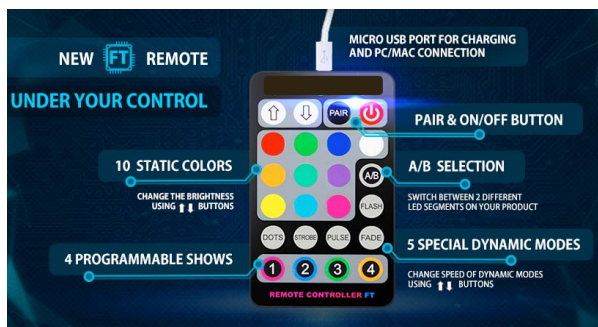 NEW FT REMOTE
UNDER YOUR CONTROL
MICRO USB PORT FOR CHARGING
AND PC/MAC CONNECTION
PAIR
PAIR & ON/OFF BUTTON
10 STATIC COLORS
CHANGE THE BRIGHTNESS
USING ⬆⬇ BUTTONS
A/B
A/B SELECTION
SWITCH BETWEEN 2 DIFFERENT
LED SEGMENTS ON YOUR PRODUCT
FLASH
DOTS STROBE PULSE FADE
5 SPECIAL DYNAMIC MODES
CHANGE SPEED OF DYNAMIC MODES
USING ⬆⬇ BUTTONS
4 PROGRAMMABLE SHOWS
1 2 3 4
REMOTE CONTROLLER FT